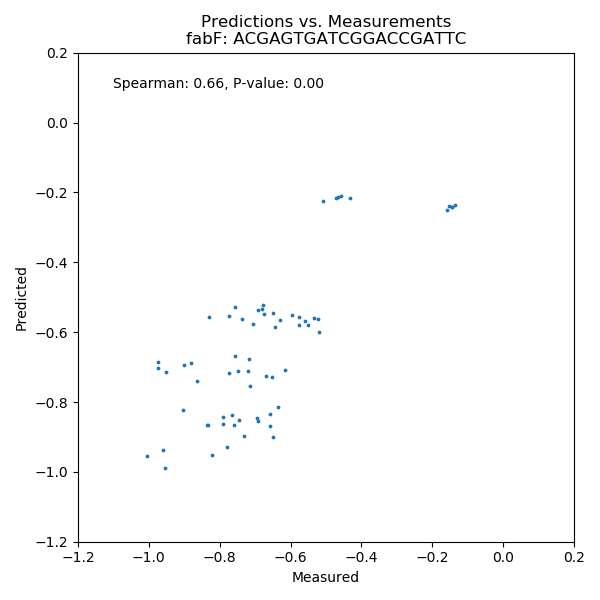 Predictions vs. Measurements
fabF: ACGAGTGATCGGACCGATTC
Spearman: 0.66, P-value: 0.00
0.2
0.0
−0.2
−0.4
−0.6
−0.8
−1.0
−1.2
Predicted
−1.2 −1.0 −0.8 −0.6 −0.4 −0.2 0.0 0.2
Measured